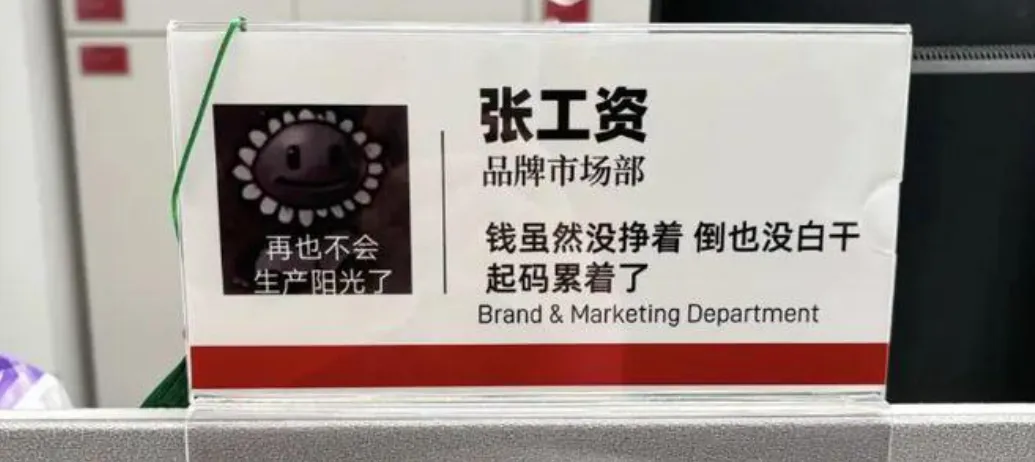 张工资
品牌市场部
钱虽然没挣着 倒也没白干
起码累着了
Brand & Marketing Department
再也不会
生产阳光了